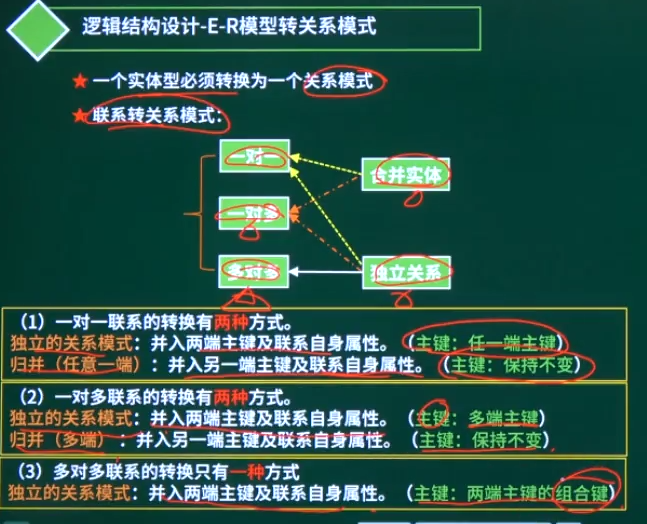 逻辑结构设计-E-R模型转关系模式
★ 一个实体型必须转换为一个关系模式
★ 联系转关系模式：
一对一
合并实体
一对多
多对多
独立关系
（1）一对一联系的转换有两种方式。
独立的关系模式：并入两端主键及联系自身属性。（主键：任一端主键）
归并（任意一端）：并入另一端主键及联系自身属性。（主键：保持不变）
（2）一对多联系的转换有两种方式。
独立的关系模式：并入两端主键及联系自身属性。（主键：多端主键）
归并（多端）：并入另一端主键及联系自身属性。（主键：保持不变）
（3）多对多联系的转换只有一种方式
独立的关系模式：并入两端主键及联系自身属性。（主键：两端主键的组合键）